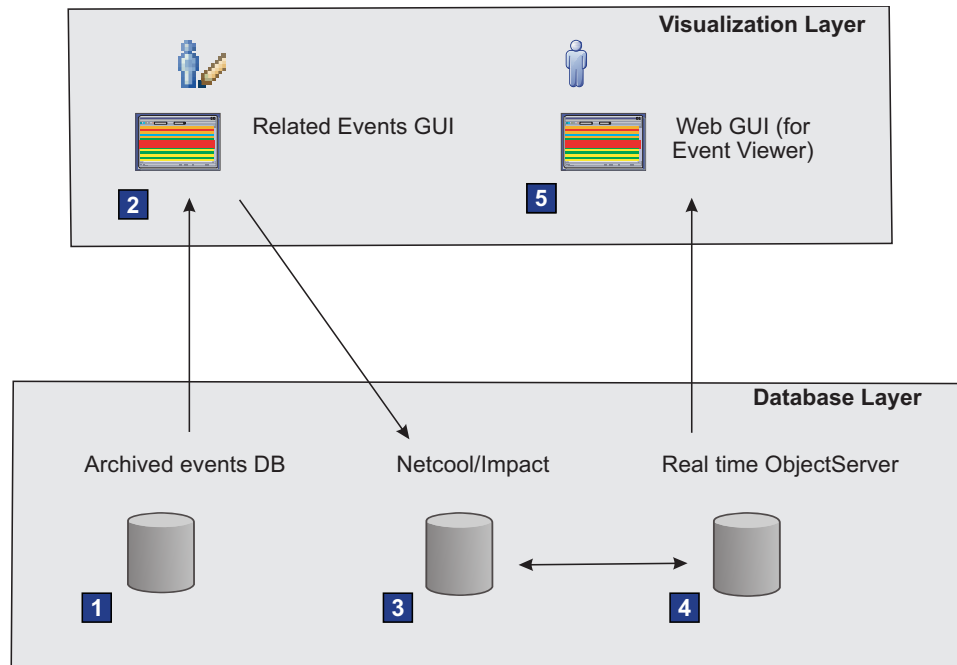 Visualization Layer
Related Events GUI
Web GUI (for
Event Viewer)
2
5
Database Layer
Archived events DB
Netcool/Impact
Real time ObjectServer
1
3
4